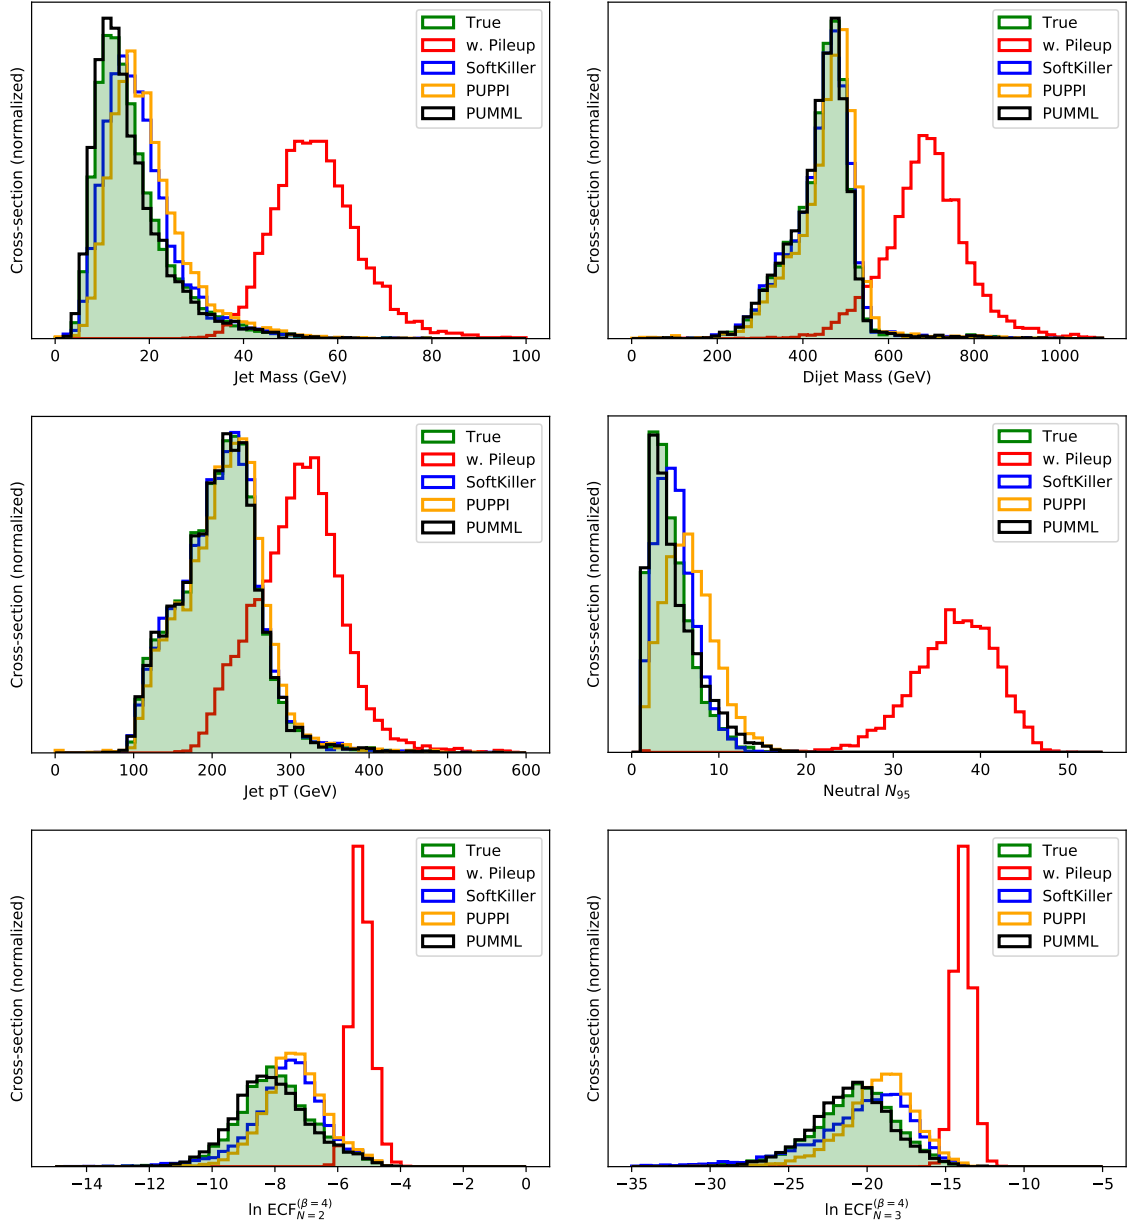 Cross-section (normalized)
True
w. Pileup
SoftKiller
PUPPI
PUMML
0 20 40 60 80 100
Jet Mass (GeV)
Cross-section (normalized)
True
w. Pileup
SoftKiller
PUPPI
PUMML
0 200 400 600 800 1000
Dijet Mass (GeV)
Cross-section (normalized)
True
w. Pileup
SoftKiller
PUPPI
PUMML
0 100 200 300 400 500 600
Jet pT (GeV)
Cross-section (normalized)
True
w. Pileup
SoftKiller
PUPPI
PUMML
0 10 20 30 40 50
Neutral N_{95}
Cross-section (normalized)
True
w. Pileup
SoftKiller
PUPPI
PUMML
−14 −12 −10 −8 −6 −4 −2 0
ln ECF_{N=2}^{(β=4)}
Cross-section (normalized)
True
w. Pileup
SoftKiller
PUPPI
PUMML
−35 −30 −25 −20 −15 −10 −5
ln ECF_{N=3}^{(β=4)}